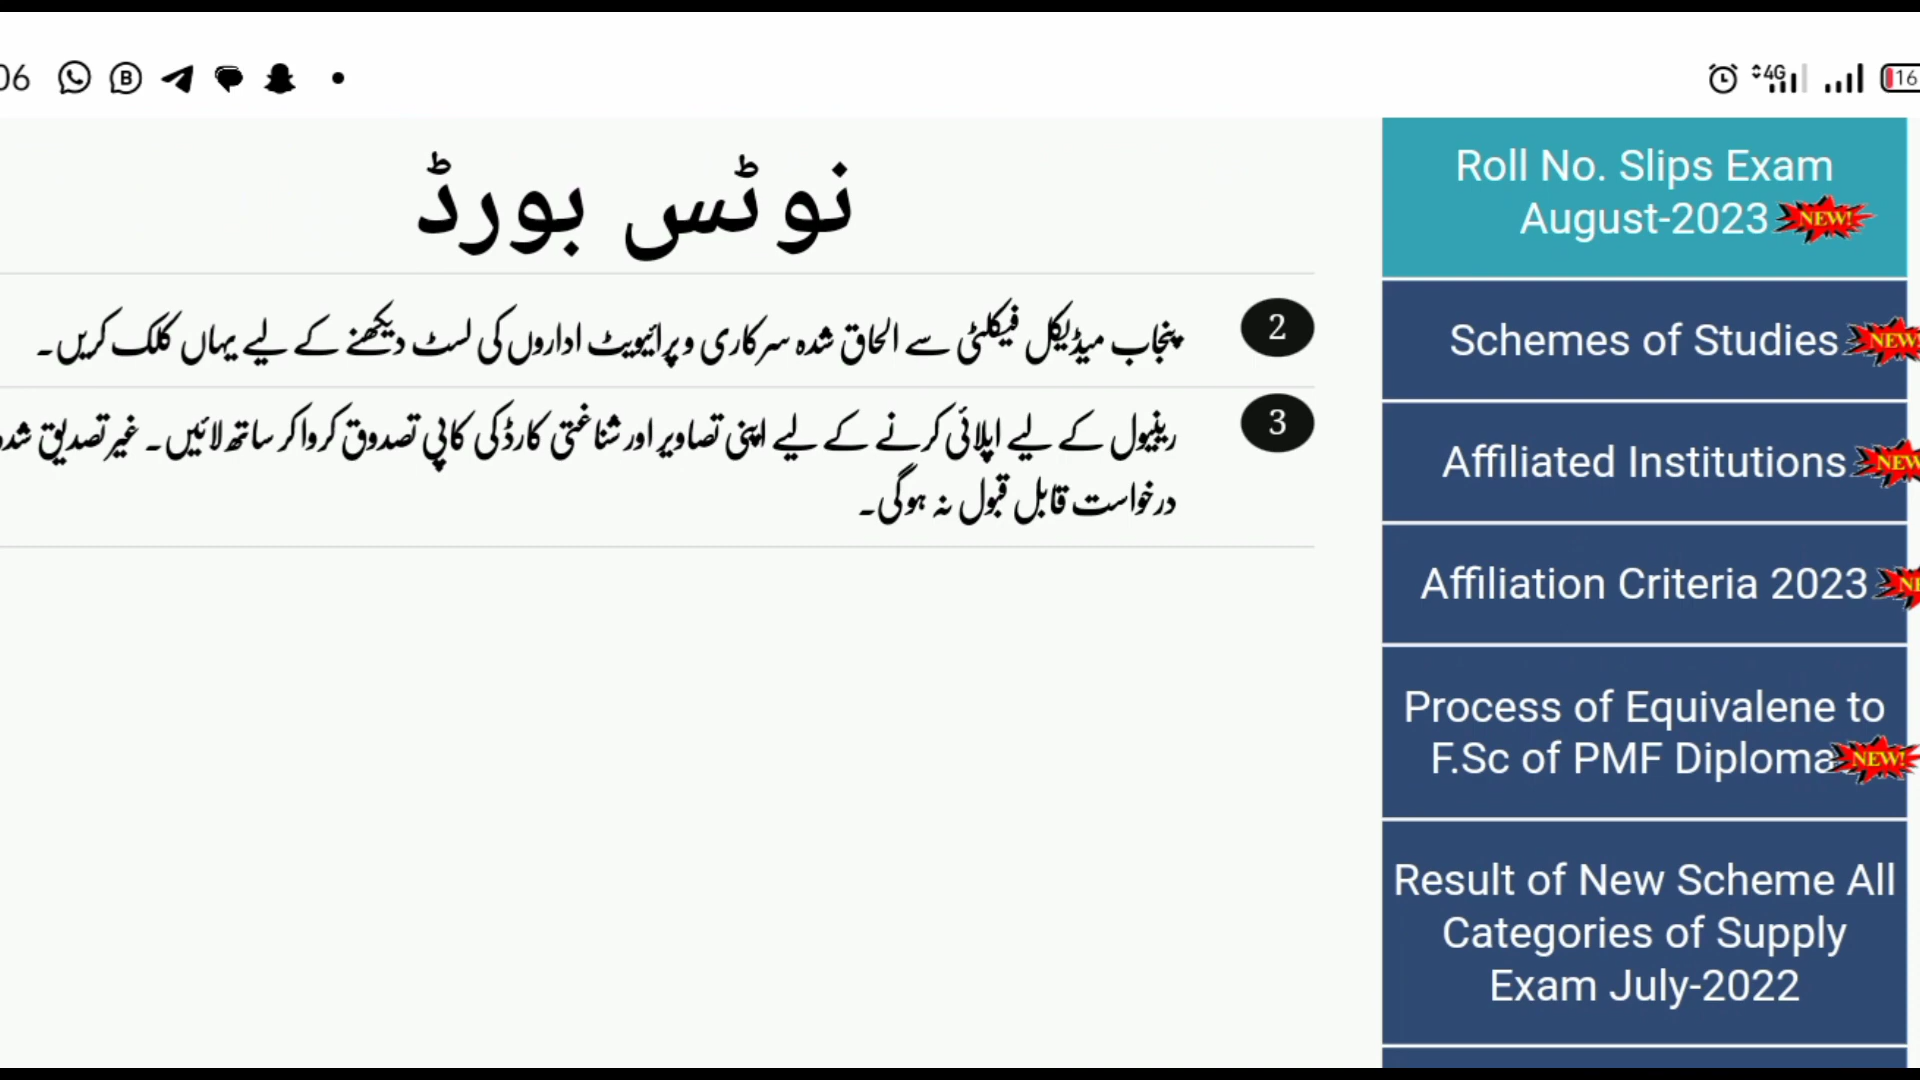 06
4G
16
نوٹس بورڈ
2
پنجاب میڈیکل فیکلٹی سے الحاق شدہ سرکاری و پرائیویٹ اداروں کی لسٹ دیکھنے کے لیے یہاں کلک کریں۔
3
رینیول کے لیے اپلائی کرنے کے لیے اپنی تصاویر اور شناختی کارڈ کی کاپی تصدوق کروا کر ساتھ لائیں۔ غیر تصدیق شدہ
درخواست قابل قبول نہ ہوگی۔
Roll No. Slips Exam
August-2023 NEW!
Schemes of Studies NEW
Affiliated Institutions NEW
Affiliation Criteria 2023 NE
Process of Equivalene to
F.Sc of PMF Diploma NEW!
Result of New Scheme All
Categories of Supply
Exam July-2022